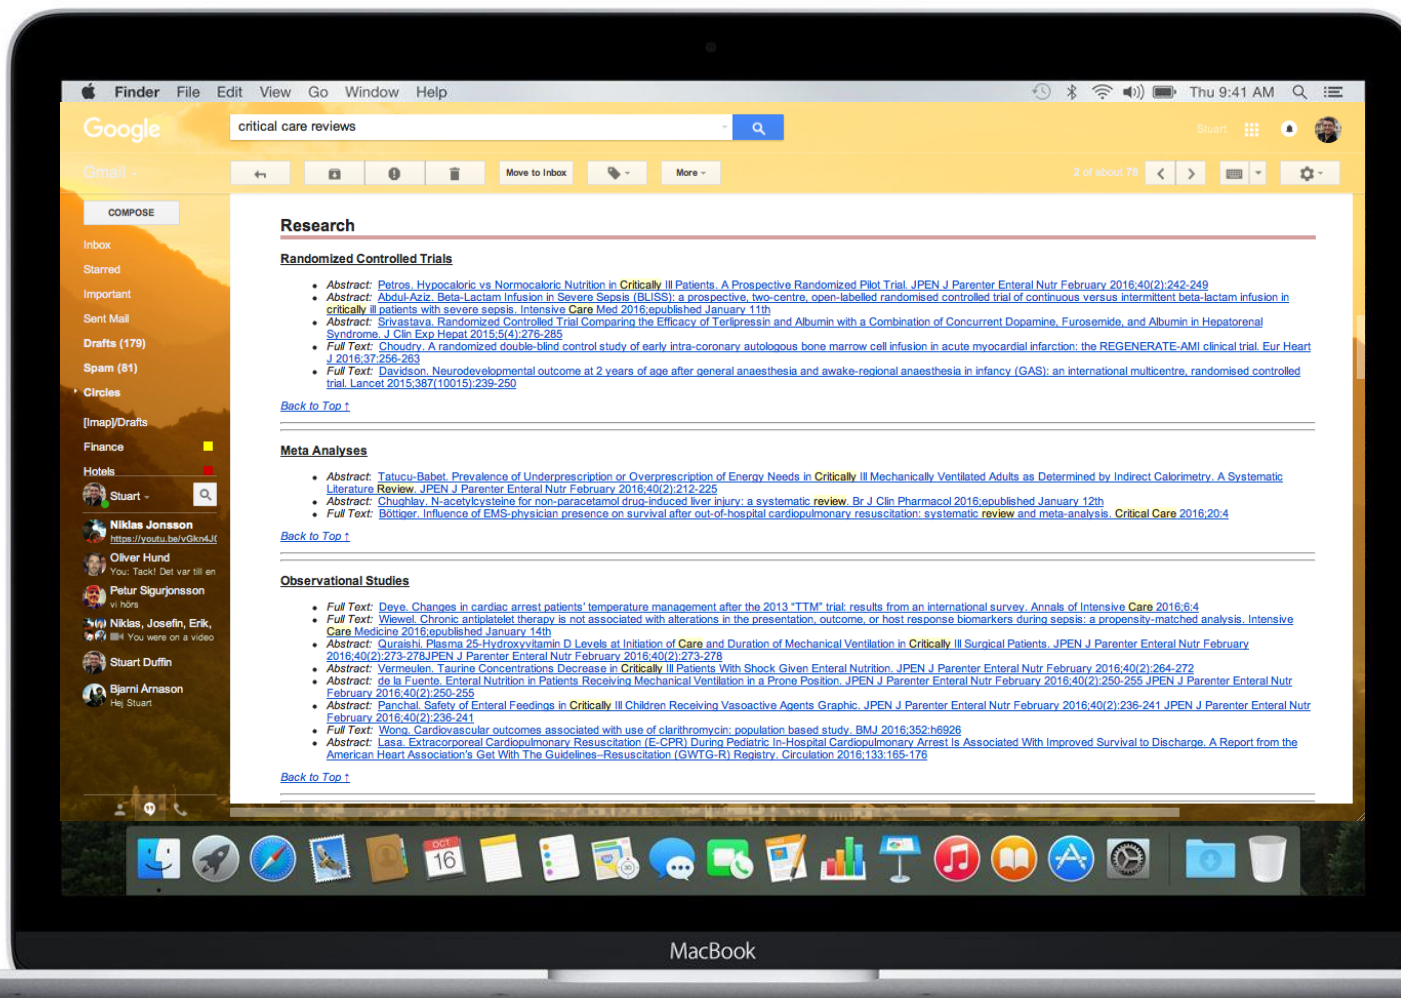 Finder File Edit View Go Window Help Thu 9:41 AM
Google critical care reviews Stuart
Gmail Move to Inbox More 2 of about 78
COMPOSE
Inbox
Starred
Important
Sent Mail
Drafts (179)
Spam (81)
Circles
[Imap]/Drafts
Finance
Hotels
Stuart
Niklas Jonsson
https://youtu.be/vGkn4J(
Oliver Hund
You: Tack! Det var till en
Petur Sigurjonsson
vi hörs
Niklas, Josefin, Erik,
You were on a video
Stuart Duffin
Bjarni Árnason
Hej Stuart
Research
Randomized Controlled Trials
• Abstract: Petros. Hypocaloric vs Normocaloric Nutrition in Critically Ill Patients. A Prospective Randomized Pilot Trial. JPEN J Parenter Enteral Nutr February 2016;40(2):242-249
• Abstract: Abdul-Aziz. Beta-Lactam Infusion in Severe Sepsis (BLISS): a prospective, two-centre, open-labelled randomised controlled trial of continuous versus intermittent beta-lactam infusion in
critically ill patients with severe sepsis. Intensive Care Med 2016;epublished January 11th
• Abstract: Srivastava. Randomized Controlled Trial Comparing the Efficacy of Terlipressin and Albumin with a Combination of Concurrent Dopamine, Furosemide, and Albumin in Hepatorenal
Syndrome. J Clin Exp Hepat 2015;5(4):276-285
• Full Text: Choudry. A randomized double-blind control study of early intra-coronary autologous bone marrow cell infusion in acute myocardial infarction: the REGENERATE-AMI clinical trial. Eur Heart
J 2016;37:256-263
• Full Text: Davidson. Neurodevelopmental outcome at 2 years of age after general anaesthesia and awake-regional anaesthesia in infancy (GAS): an international multicentre, randomised controlled
trial. Lancet 2015;387(10015):239-250
Back to Top ↑
Meta Analyses
• Abstract: Tatucu-Babet. Prevalence of Underprescription or Overprescription of Energy Needs in Critically Ill Mechanically Ventilated Adults as Determined by Indirect Calorimetry. A Systematic
Literature Review. JPEN J Parenter Enteral Nutr February 2016;40(2):212-225
• Abstract: Chughlay. N-acetylcysteine for non-paracetamol drug-induced liver injury: a systematic review. Br J Clin Pharmacol 2016;epublished January 12th
• Full Text: Böttiger. Influence of EMS-physician presence on survival after out-of-hospital cardiopulmonary resuscitation: systematic review and meta-analysis. Critical Care 2016;20:4
Back to Top ↑
Observational Studies
• Full Text: Deye. Changes in cardiac arrest patients' temperature management after the 2013 "TTM" trial: results from an international survey. Annals of Intensive Care 2016;6:4
• Full Text: Wiewel. Chronic antiplatelet therapy is not associated with alterations in the presentation, outcome, or host response biomarkers during sepsis: a propensity-matched analysis. Intensive
Care Medicine 2016;epublished January 14th
• Abstract: Quraishi. Plasma 25-Hydroxyvitamin D Levels at Initiation of Care and Duration of Mechanical Ventilation in Critically Ill Surgical Patients. JPEN J Parenter Enteral Nutr February
2016;40(2):273-278JPEN J Parenter Enteral Nutr February 2016;40(2):273-278
• Abstract: Vermeulen. Taurine Concentrations Decrease in Critically Ill Patients With Shock Given Enteral Nutrition. JPEN J Parenter Enteral Nutr February 2016;40(2):264-272
• Abstract: de la Fuente. Enteral Nutrition in Patients Receiving Mechanical Ventilation in a Prone Position. JPEN J Parenter Enteral Nutr February 2016;40(2):250-255 JPEN J Parenter Enteral Nutr
February 2016;40(2):250-255
• Abstract: Panchal. Safety of Enteral Feedings in Critically Ill Children Receiving Vasoactive Agents Graphic. JPEN J Parenter Enteral Nutr February 2016;40(2):236-241 JPEN J Parenter Enteral Nutr
February 2016;40(2):236-241
• Full Text: Wong. Cardiovascular outcomes associated with use of clarithromycin: population based study. BMJ 2016;352:h6926
• Abstract: Lasa. Extracorporeal Cardiopulmonary Resuscitation (E-CPR) During Pediatric In-Hospital Cardiopulmonary Arrest Is Associated With Improved Survival to Discharge. A Report from the
American Heart Association's Get With The Guidelines–Resuscitation (GWTG-R) Registry. Circulation 2016;133:165-176
Back to Top ↑
OCT
16
MacBook